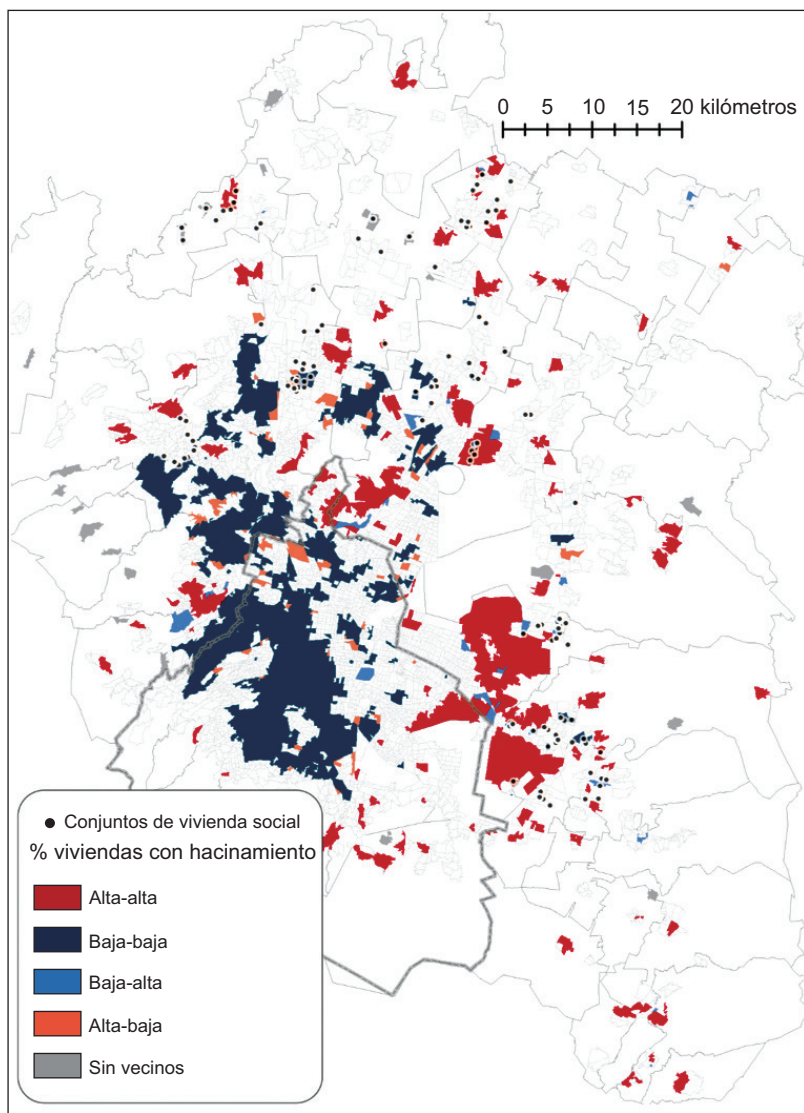 0 5 10 15 20 kilómetros
Conjuntos de vivienda social
% viviendas con hacinamiento
Alta-alta
Baja-baja
Baja-alta
Alta-baja
Sin vecinos